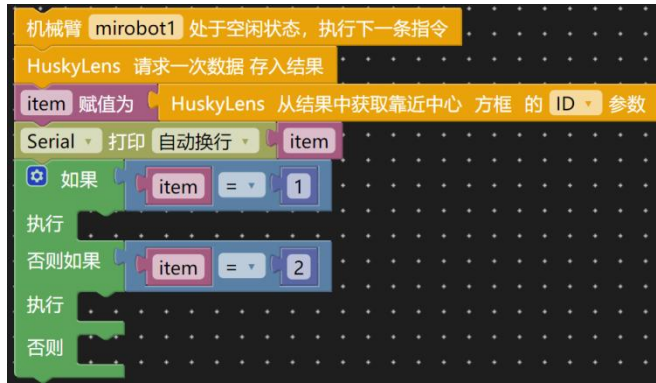 机械臂 mirobot1 处于空闲状态，执行下一条指令
HuskyLens 请求一次数据 存入结果
item 赋值为 HuskyLens 从结果中获取靠近中心 方框 的 ID 参数
Serial 打印 自动换行 item
如果 item = 1
执行
否则如果 item = 2
执行
否则